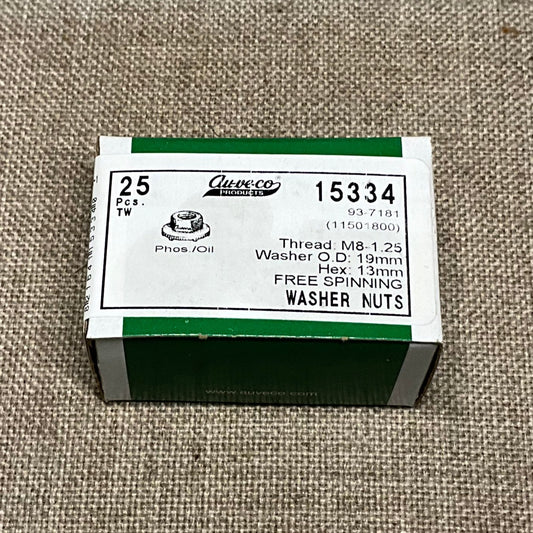 25
Pcs.
TW
Au-ve-co
PRODUCTS
Phos./Oil
15334
93-7181
(11501800)
Thread: M8-1.25
Washer O.D: 19mm
Hex: 13mm
FREE SPINNING
WASHER NUTS
www.auveco.com